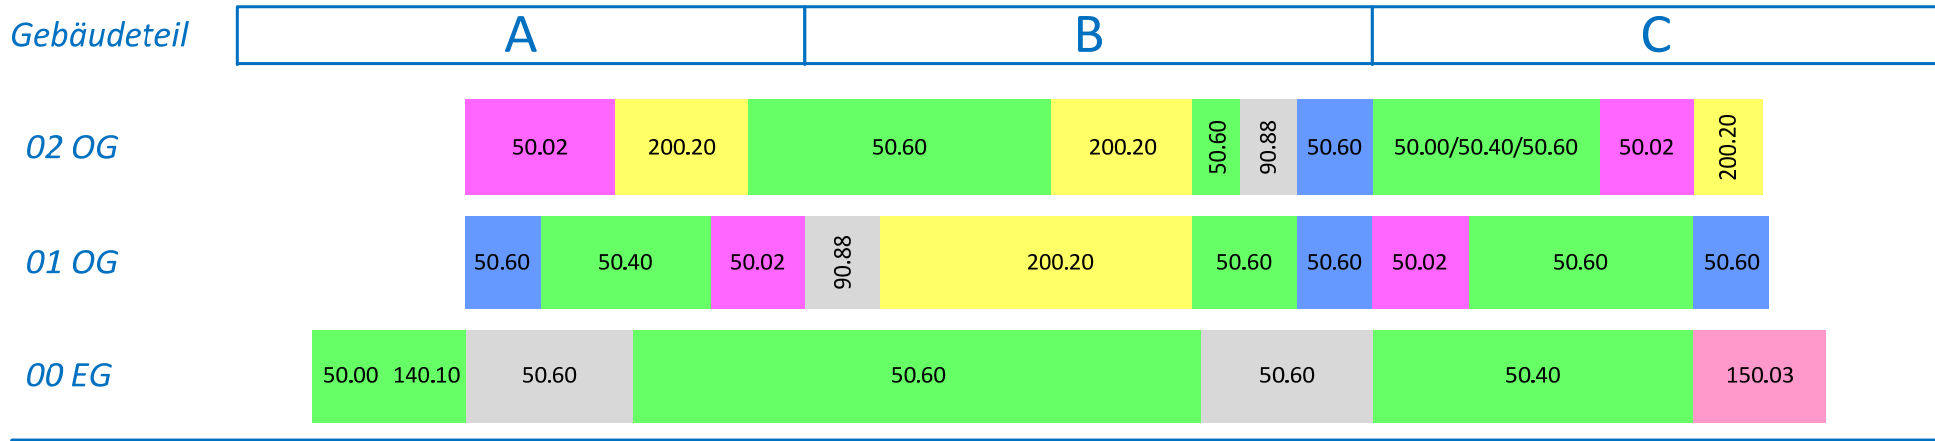 Gebäudeteil A B C
02 OG 50.02 200.20 50.60 200.20 50.60 90.88 50.60 50.00/50.40/50.60 50.02 200.20
01 OG 50.60 50.40 50.02 90.88 200.20 50.60 50.60 50.02 50.60 50.60
00 EG 50.00 140.10 50.60 50.60 50.60 50.40 150.03